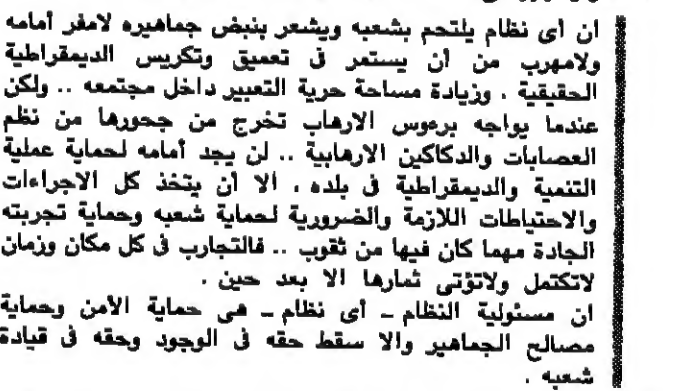 ان أى نظام يلتحم بشعبه ويشعر بنبض جماهيره لامفر أمامه
ولامهرب من أن يستمر فى تعميق وتكريس الديمقراطية
الحقيقية . وزيادة مساحة حرية التعبير داخل مجتمعه .. ولكن
عندما يواجه برءوس الارهاب تخرج من جحورها من نظم
العصابات والدكاكين الارهابية .. لن يجد أمامه لحماية عملية
التنمية والديمقراطية فى بلده ، الا أن يتخذ كل الاجراءات
والاحتياطات اللازمة والضرورية لحماية شعبه وحماية تجربته
الجادة مهما كان فيها من ثقوب .. فالتجارب فى كل مكان وزمان
لاتكتمل ولاتؤتى ثمارها الا بعد حين .
ان مسئولية النظام ـ أى نظام ـ هى حماية الأمن وحماية
مصالح الجماهير والا سقط حقه فى الوجود وحقه فى قيادة
شعبه .